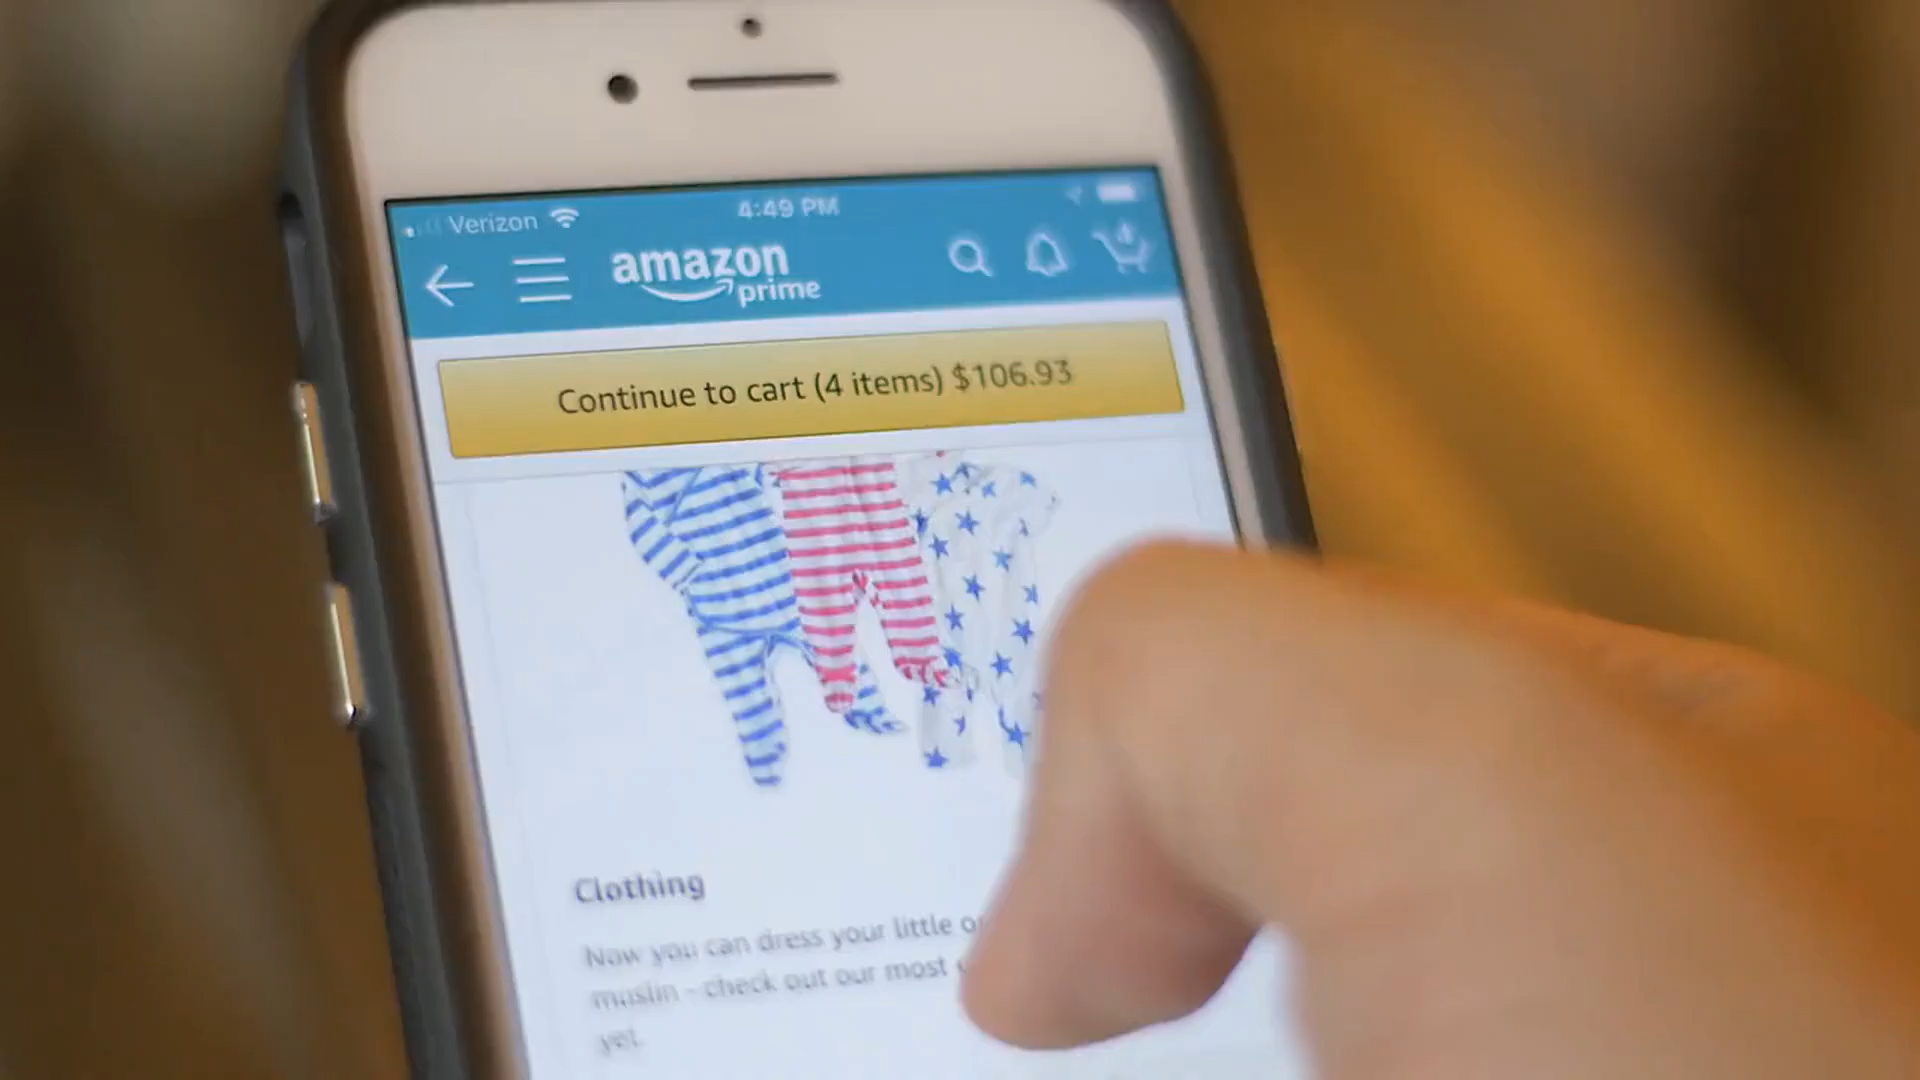 Verizon 4:49 PM
amazon
prime
4
Continue to cart (4 items) $106.93
Clothing
Now you can dress your little
muslin - check out our most
yet.